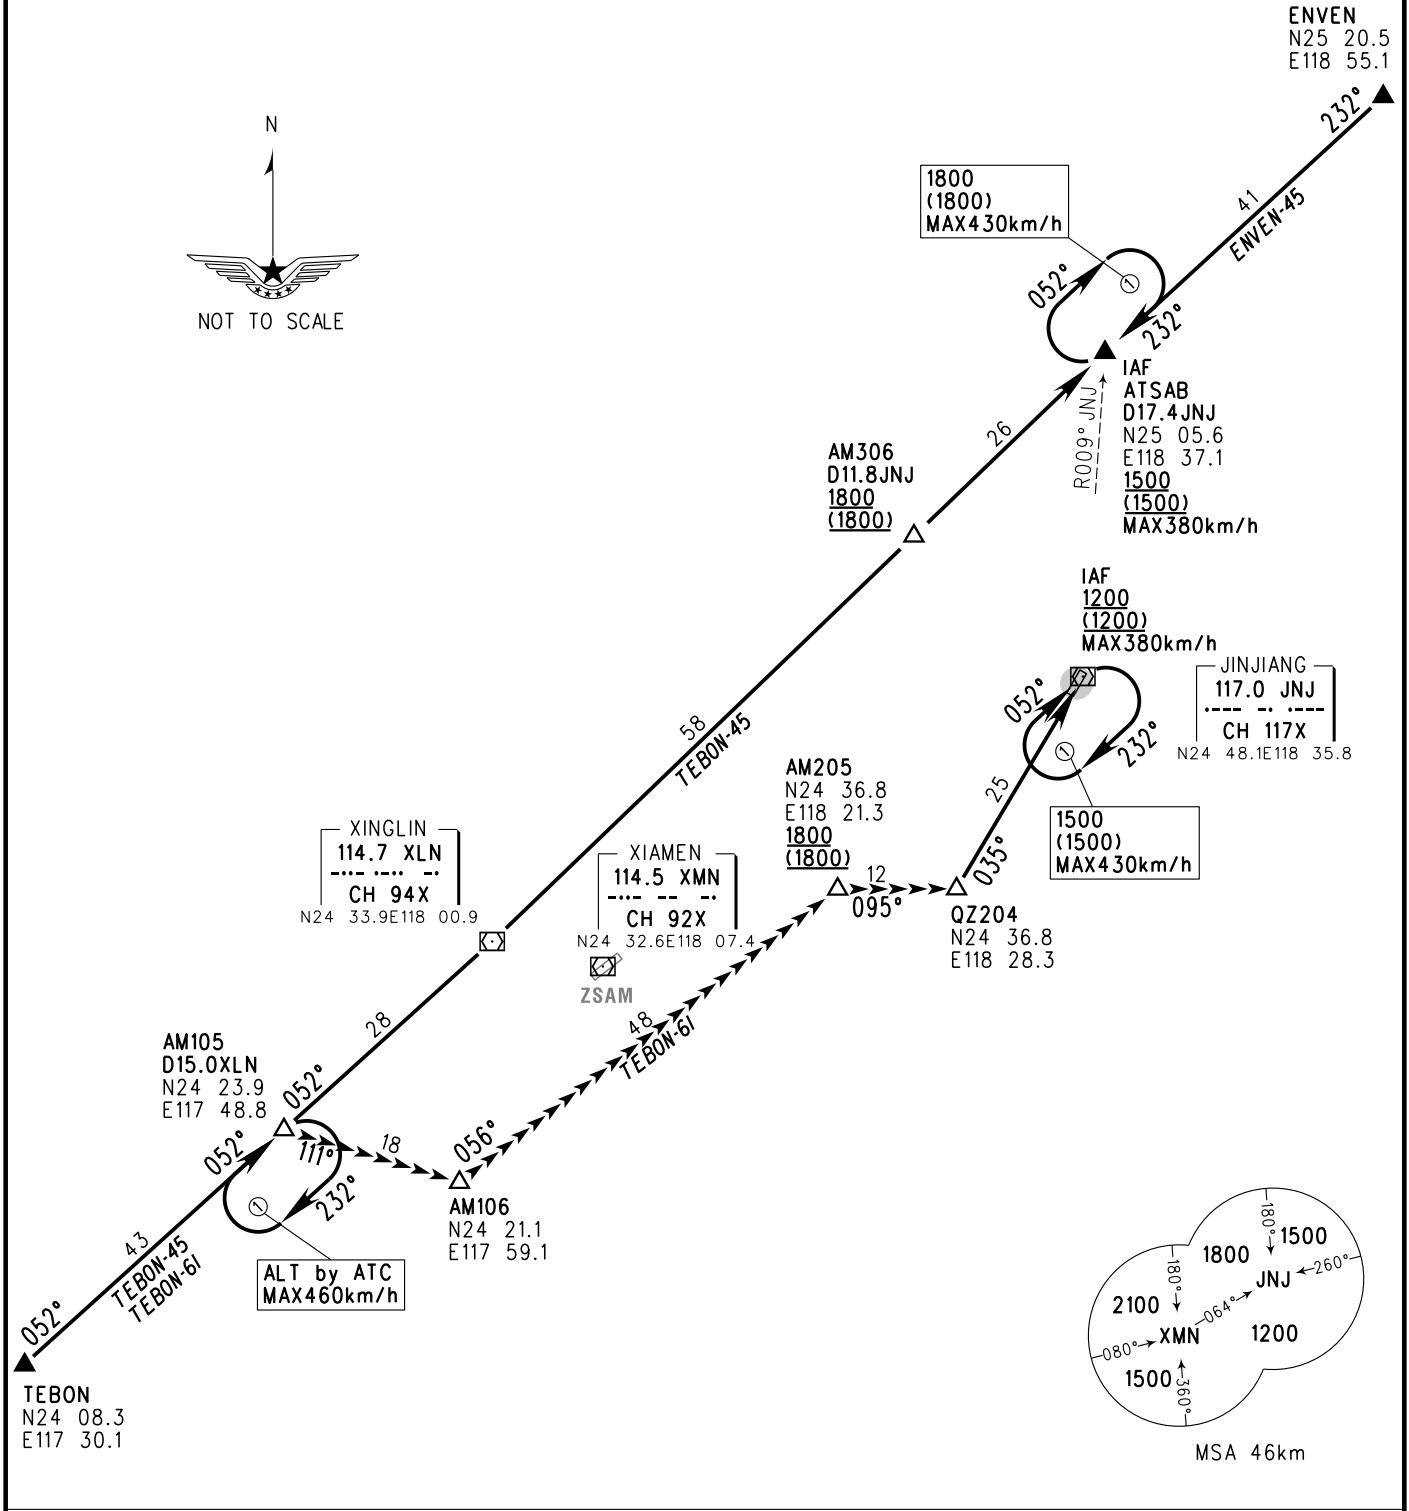 ENVEN
N25 20.5
E118 55.1
232°
41
ENVEN-45
N
NOT TO SCALE
1800
(1800)
MAX430km/h
052°
1
232°
IAF
ATSAB
D17.4JNJ
N25 05.6
E118 37.1
1500
(1500)
MAX380km/h
R009° JNJ
26
AM306
D11.8JNJ
1800
(1800)
58
TEBON-45
IAF
1200
(1200)
MAX380km/h
JINJIANG
117.0 JNJ
CH 117X
N24 48.1E118 35.8
052°
1
232°
25
035°
1500
(1500)
MAX430km/h
AM205
N24 36.8
E118 21.3
1800
(1800)
12
095°
QZ204
N24 36.8
E118 28.3
XINGLIN
114.7 XLN
CH 94X
N24 33.9E118 00.9
XIAMEN
114.5 XMN
CH 92X
N24 32.6E118 07.4
ZSAM
48
TEBON-61
28
AM105
D15.0XLN
N24 23.9
E117 48.8
052°
052°
111°
18
056°
AM106
N24 21.1
E117 59.1
1
232°
ALT by ATC
MAX460km/h
43
TEBON-45
TEBON-61
052°
TEBON
N24 08.3
E117 30.1
180°
1500
1800
JNJ
260°
180°
2100
064°
XMN
1200
080°
1500
360°
MSA 46km